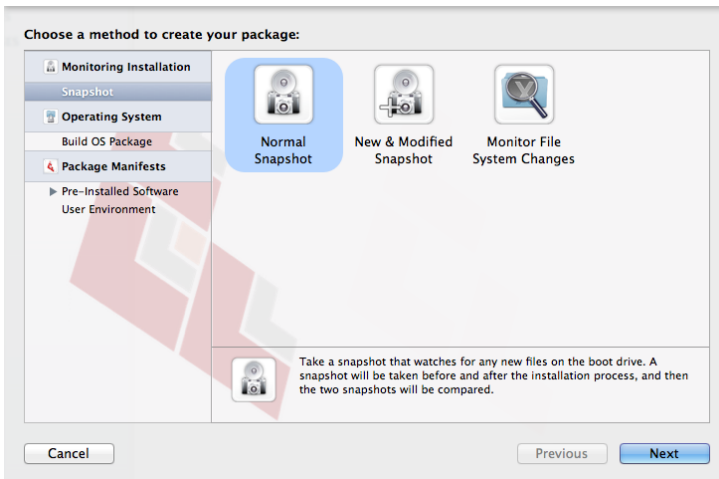 Choose a method to create your package:
Monitoring Installation
Snapshot
Operating System
Build OS Package
Package Manifests
Pre-Installed Software
User Environment
Normal
Snapshot
New & Modified
Snapshot
Monitor File
System Changes
Take a snapshot that watches for any new files on the boot drive. A
snapshot will be taken before and after the installation process, and then
the two snapshots will be compared.
Cancel
Previous
Next